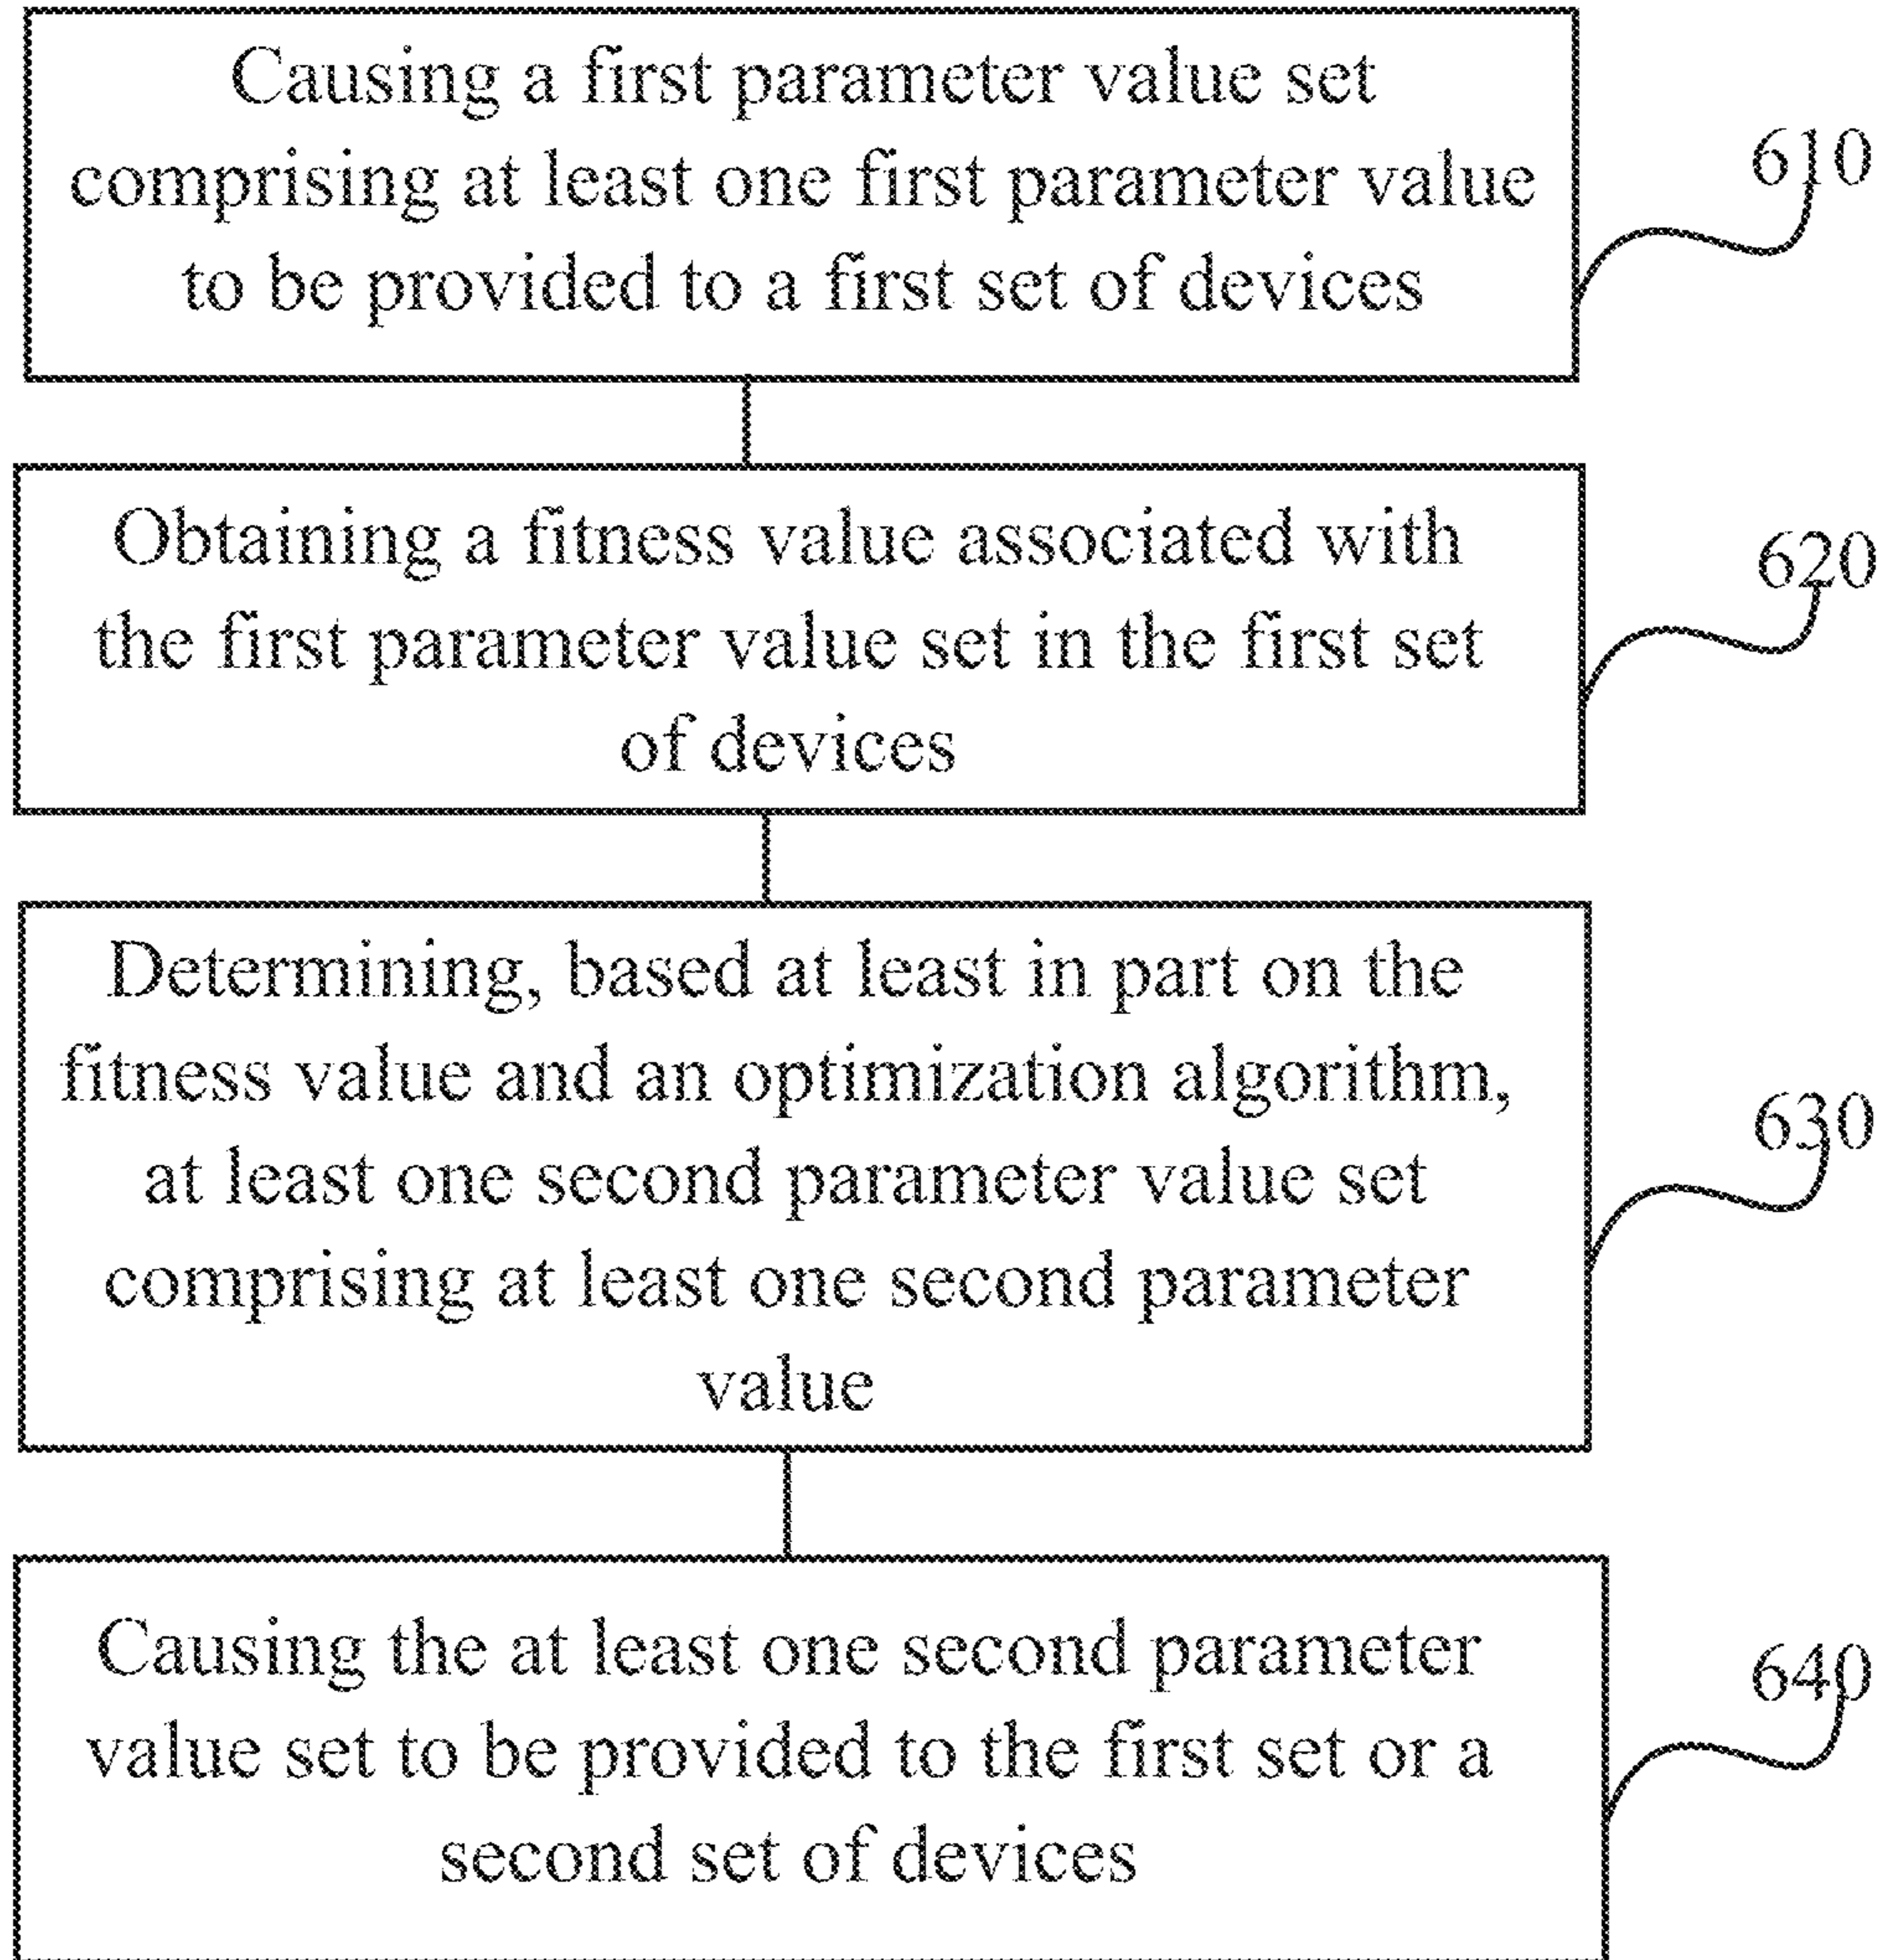 Causing a first parameter value set
comprising at least one first parameter value
to be provided to a first set of devices
610
Obtaining a fitness value associated with
the first parameter value set in the first set
of devices
620
Determining, based at least in part on the
fitness value and an optimization algorithm,
at least one second parameter value set
comprising at least one second parameter
value
630
Causing the at least one second parameter
value set to be provided to the first set or a
second set of devices
640